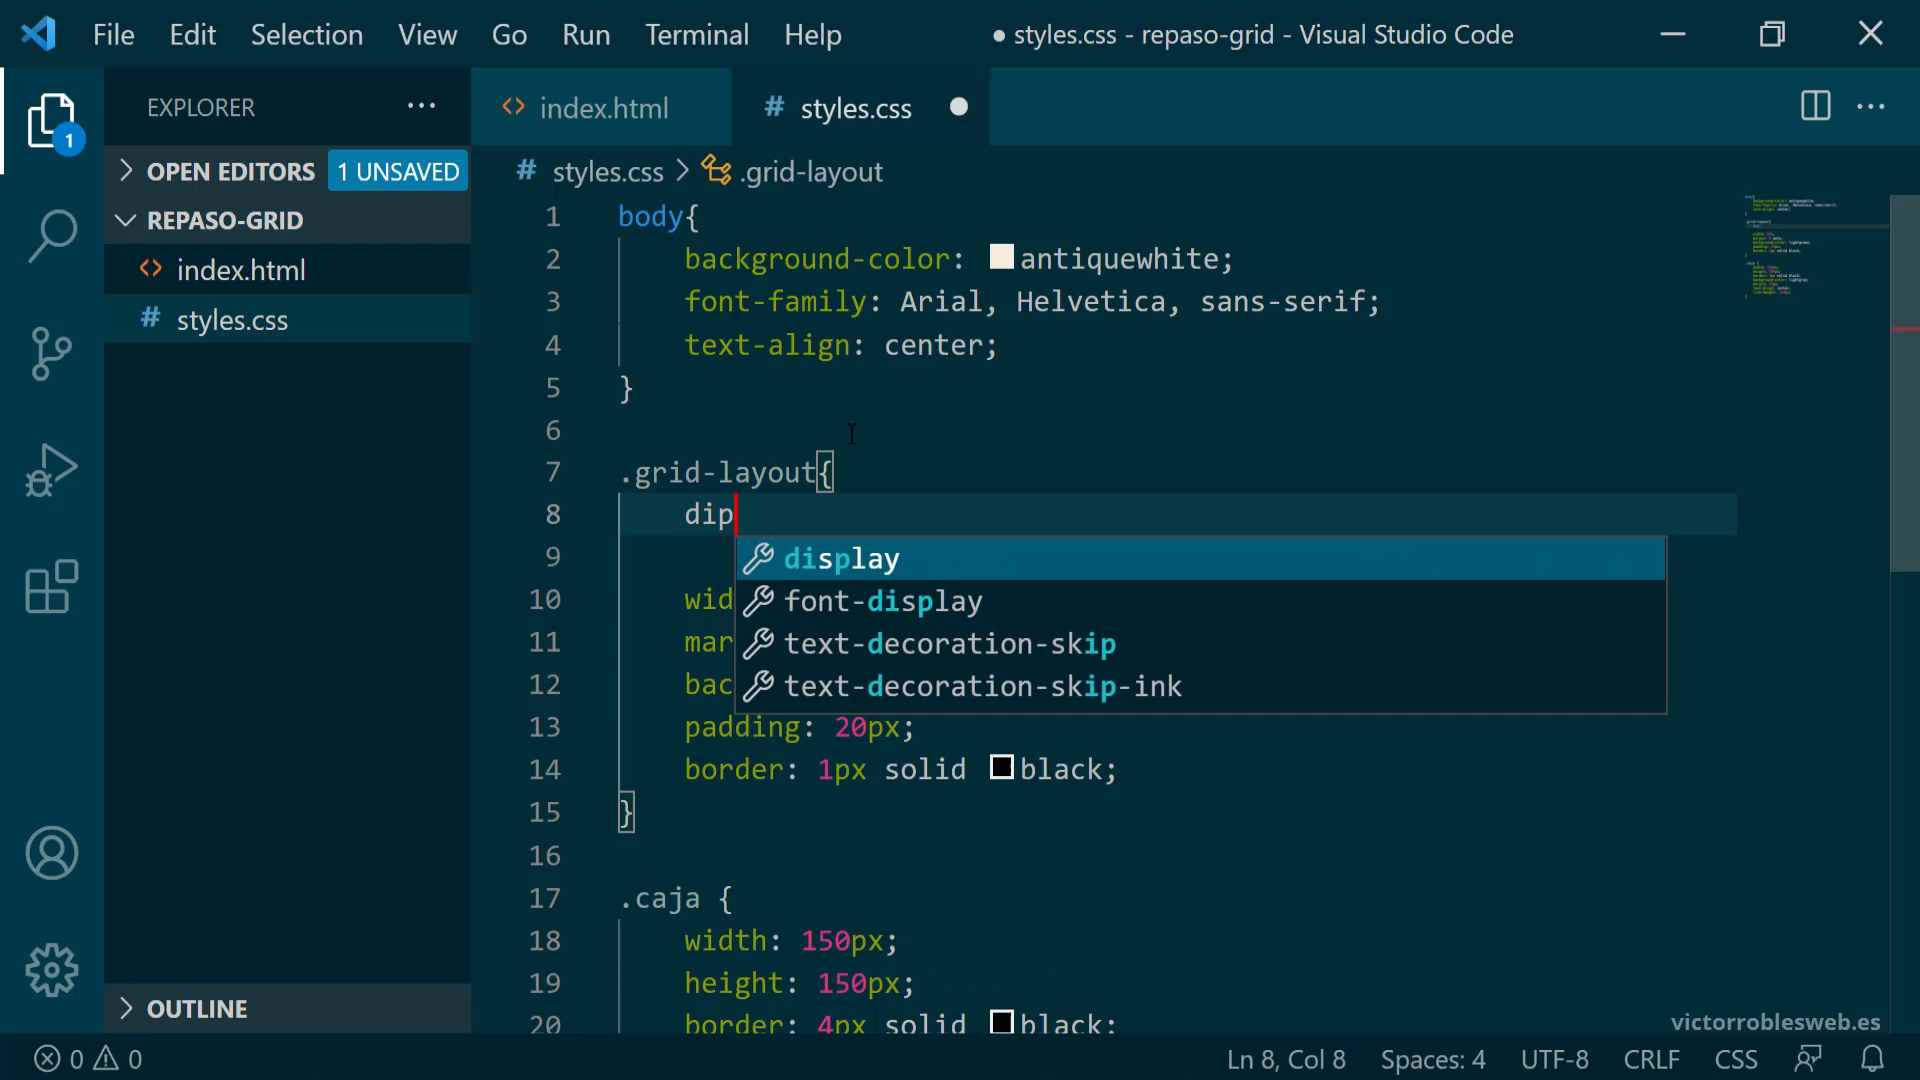 File Edit Selection View Go Run Terminal Help ● styles.css - repaso-grid - Visual Studio Code
EXPLORER ···
index.html # styles.css
1
OPEN EDITORS 1 UNSAVED
# styles.css > .grid-layout
REPASO-GRID
index.html
# styles.css
1 body{
2 background-color: antiquewhite;
3 font-family: Arial, Helvetica, sans-serif;
4 text-align: center;
5 }
6
7 .grid-layout{
8 dip
display
font-display
text-decoration-skip
text-decoration-skip-ink
9
10 wid
11 mar
12 bac
13 padding: 20px;
14 border: 1px solid black;
15 }
16
17 .caja {
18 width: 150px;
19 height: 150px;
20 border: 4px solid black;
OUTLINE
victorroblesweb.es
0 0 Ln 8, Col 8 Spaces: 4 UTF-8 CRLF CSS